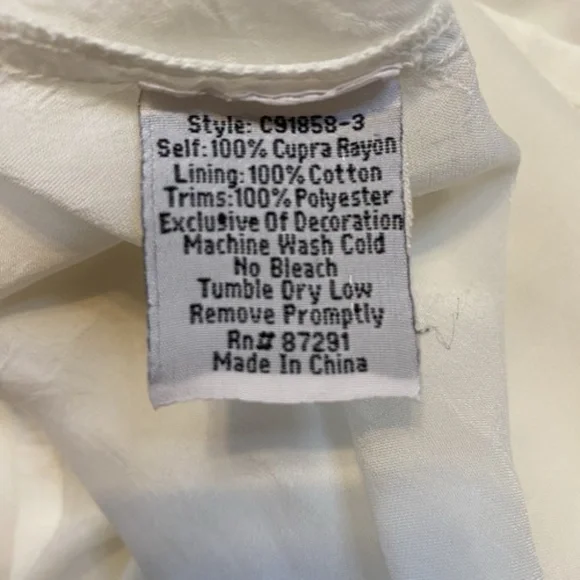 Style: C91858-3
Self:100% Cupra Rayon
Lining:100% Cotton
Trims:100% Polyester
Exclusive Of Decoration
Machine Wash Cold
No Bleach
Tumble Dry Low
Remove Promptly
Rn# 87291
Made In China